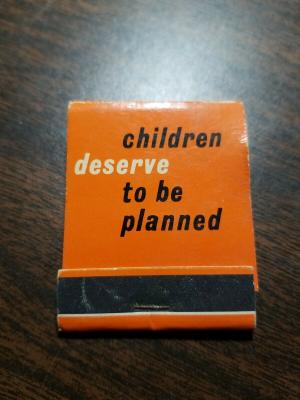 children
deserve
to be
planned